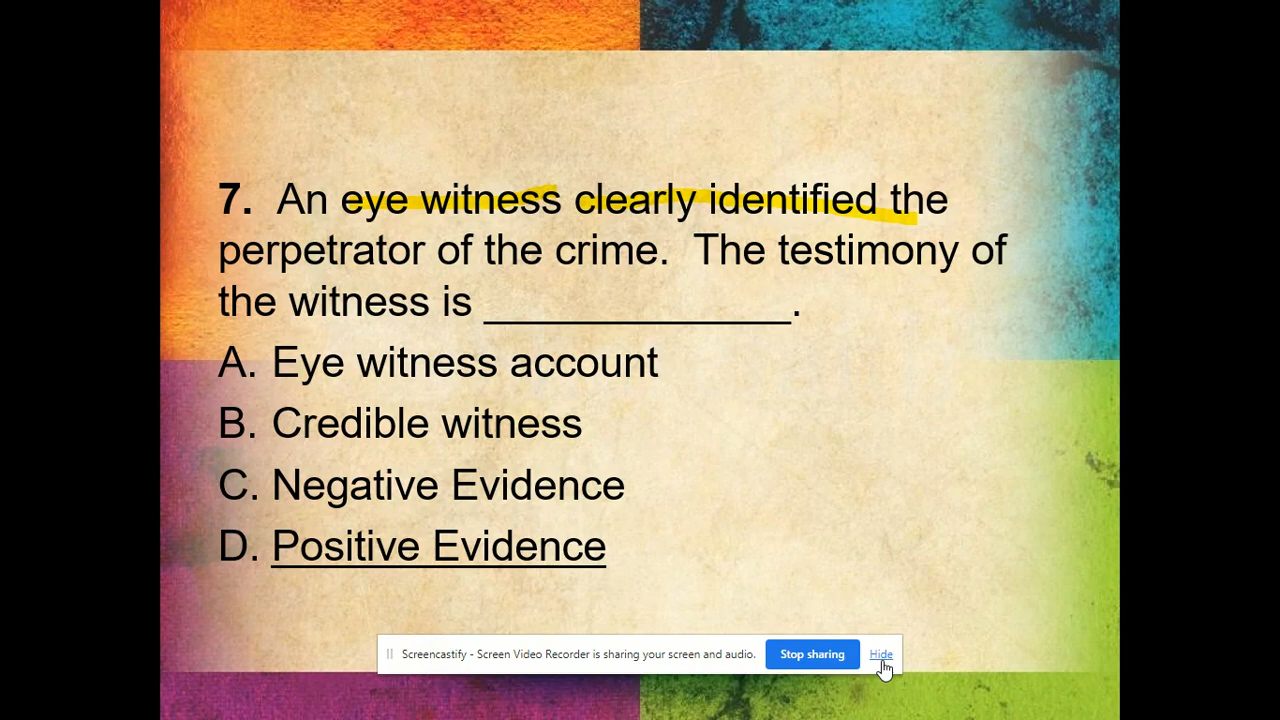 7. An eye witness clearly identified the
perpetrator of the crime. The testimony of
the witness is ______________.
A. Eye witness account
B. Credible witness
C. Negative Evidence
D. Positive Evidence
Screencastify - Screen Video Recorder is sharing your screen and audio. Stop sharing Hide